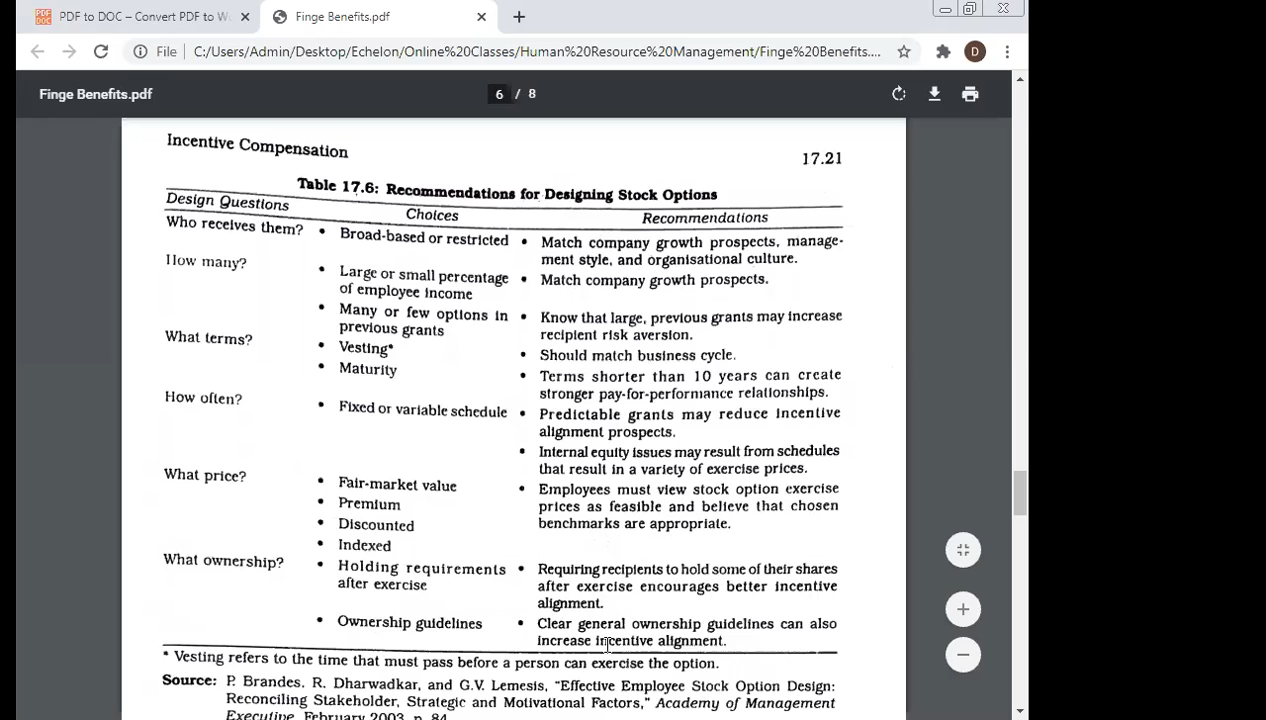 PDF to DOC – Convert PDF to W
Finge Benefits.pdf
File
C:/Users/Admin/Desktop/Echelon/Online%20Classes/Human%20Resource%20Management/Finge%20Benefits....
D
Finge Benefits.pdf
6 / 8
Incentive Compensation
17.21
Table 17.6: Recommendations for Designing Stock Options
Design Questions Choices Recommendations
Who receives them? • Broad-based or restricted • Match company growth prospects, manage-
ment style, and organisational culture.
How many? • Large or small percentage • Match company growth prospects.
of employee income
• Many or few options in • Know that large, previous grants may increase
previous grants recipient risk aversion.
What terms? • Vesting* • Should match business cycle.
• Maturity • Terms shorter than 10 years can create
stronger pay-for-performance relationships.
How often? • Fixed or variable schedule • Predictable grants may reduce incentive
alignment prospects.
• Internal equity issues may result from schedules
that result in a variety of exercise prices.
What price? • Fair-market value • Employees must view stock option exercise
• Premium prices as feasible and believe that chosen
• Discounted benchmarks are appropriate.
• Indexed
What ownership? • Holding requirements • Requiring recipients to hold some of their shares
after exercise after exercise encourages better incentive
alignment.
• Ownership guidelines • Clear general ownership guidelines can also
increase incentive alignment.
* Vesting refers to the time that must pass before a person can exercise the option.
Source: P. Brandes, R. Dharwadkar, and G.V. Lemesis, "Effective Employee Stock Option Design:
Reconciling Stakeholder, Strategic and Motivational Factors," Academy of Management
Executive, February 2003, p. 84